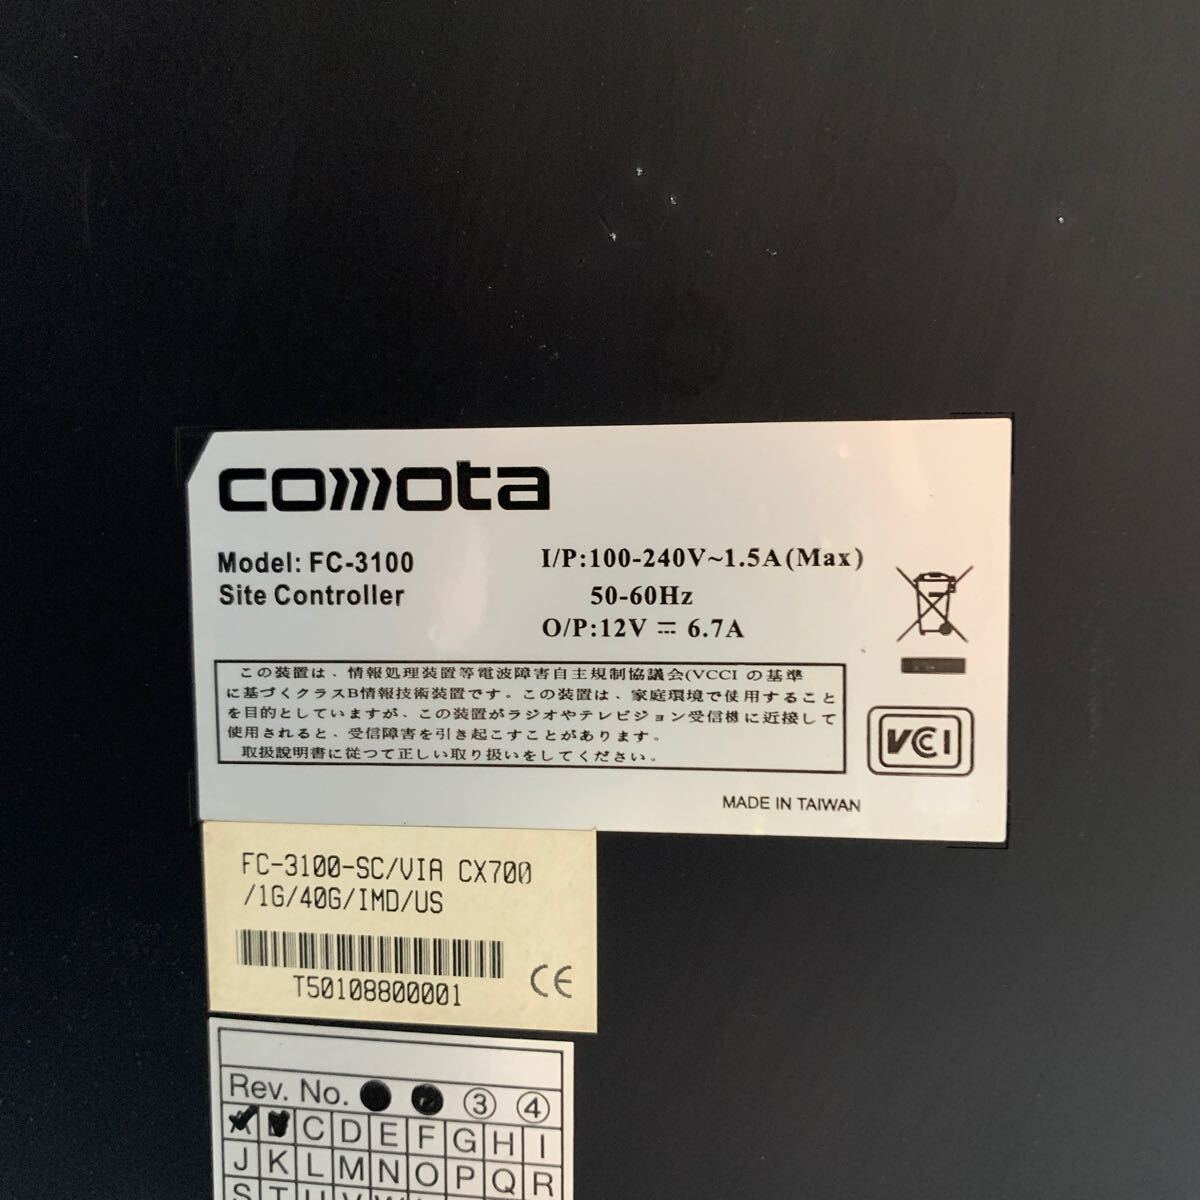 comota
Model: FC-3100
Site Controller
I/P:100-240V~1.5A(Max)
50-60Hz
O/P:12V ⎓ 6.7A
この装置は、情報処理装置等電波障害自主規制協議会(VCCI の基準
に基づくクラスB情報技術装置です。この装置は、家庭環境で使用すること
を目的としていますが、この装置がラジオやテレビジョン受信機に近接して
使用されると、受信障害を引き起こすことがあります。
取扱説明書に従つて正しい取り扱いをしてください。
VCCI
MADE IN TAIWAN
FC-3100-SC/VIA CX700
/1G/40G/IMD/US
T50108800001
CE
Rev. No. ③ ④
C D E F G H I
J K L M N O P Q R
S T U V